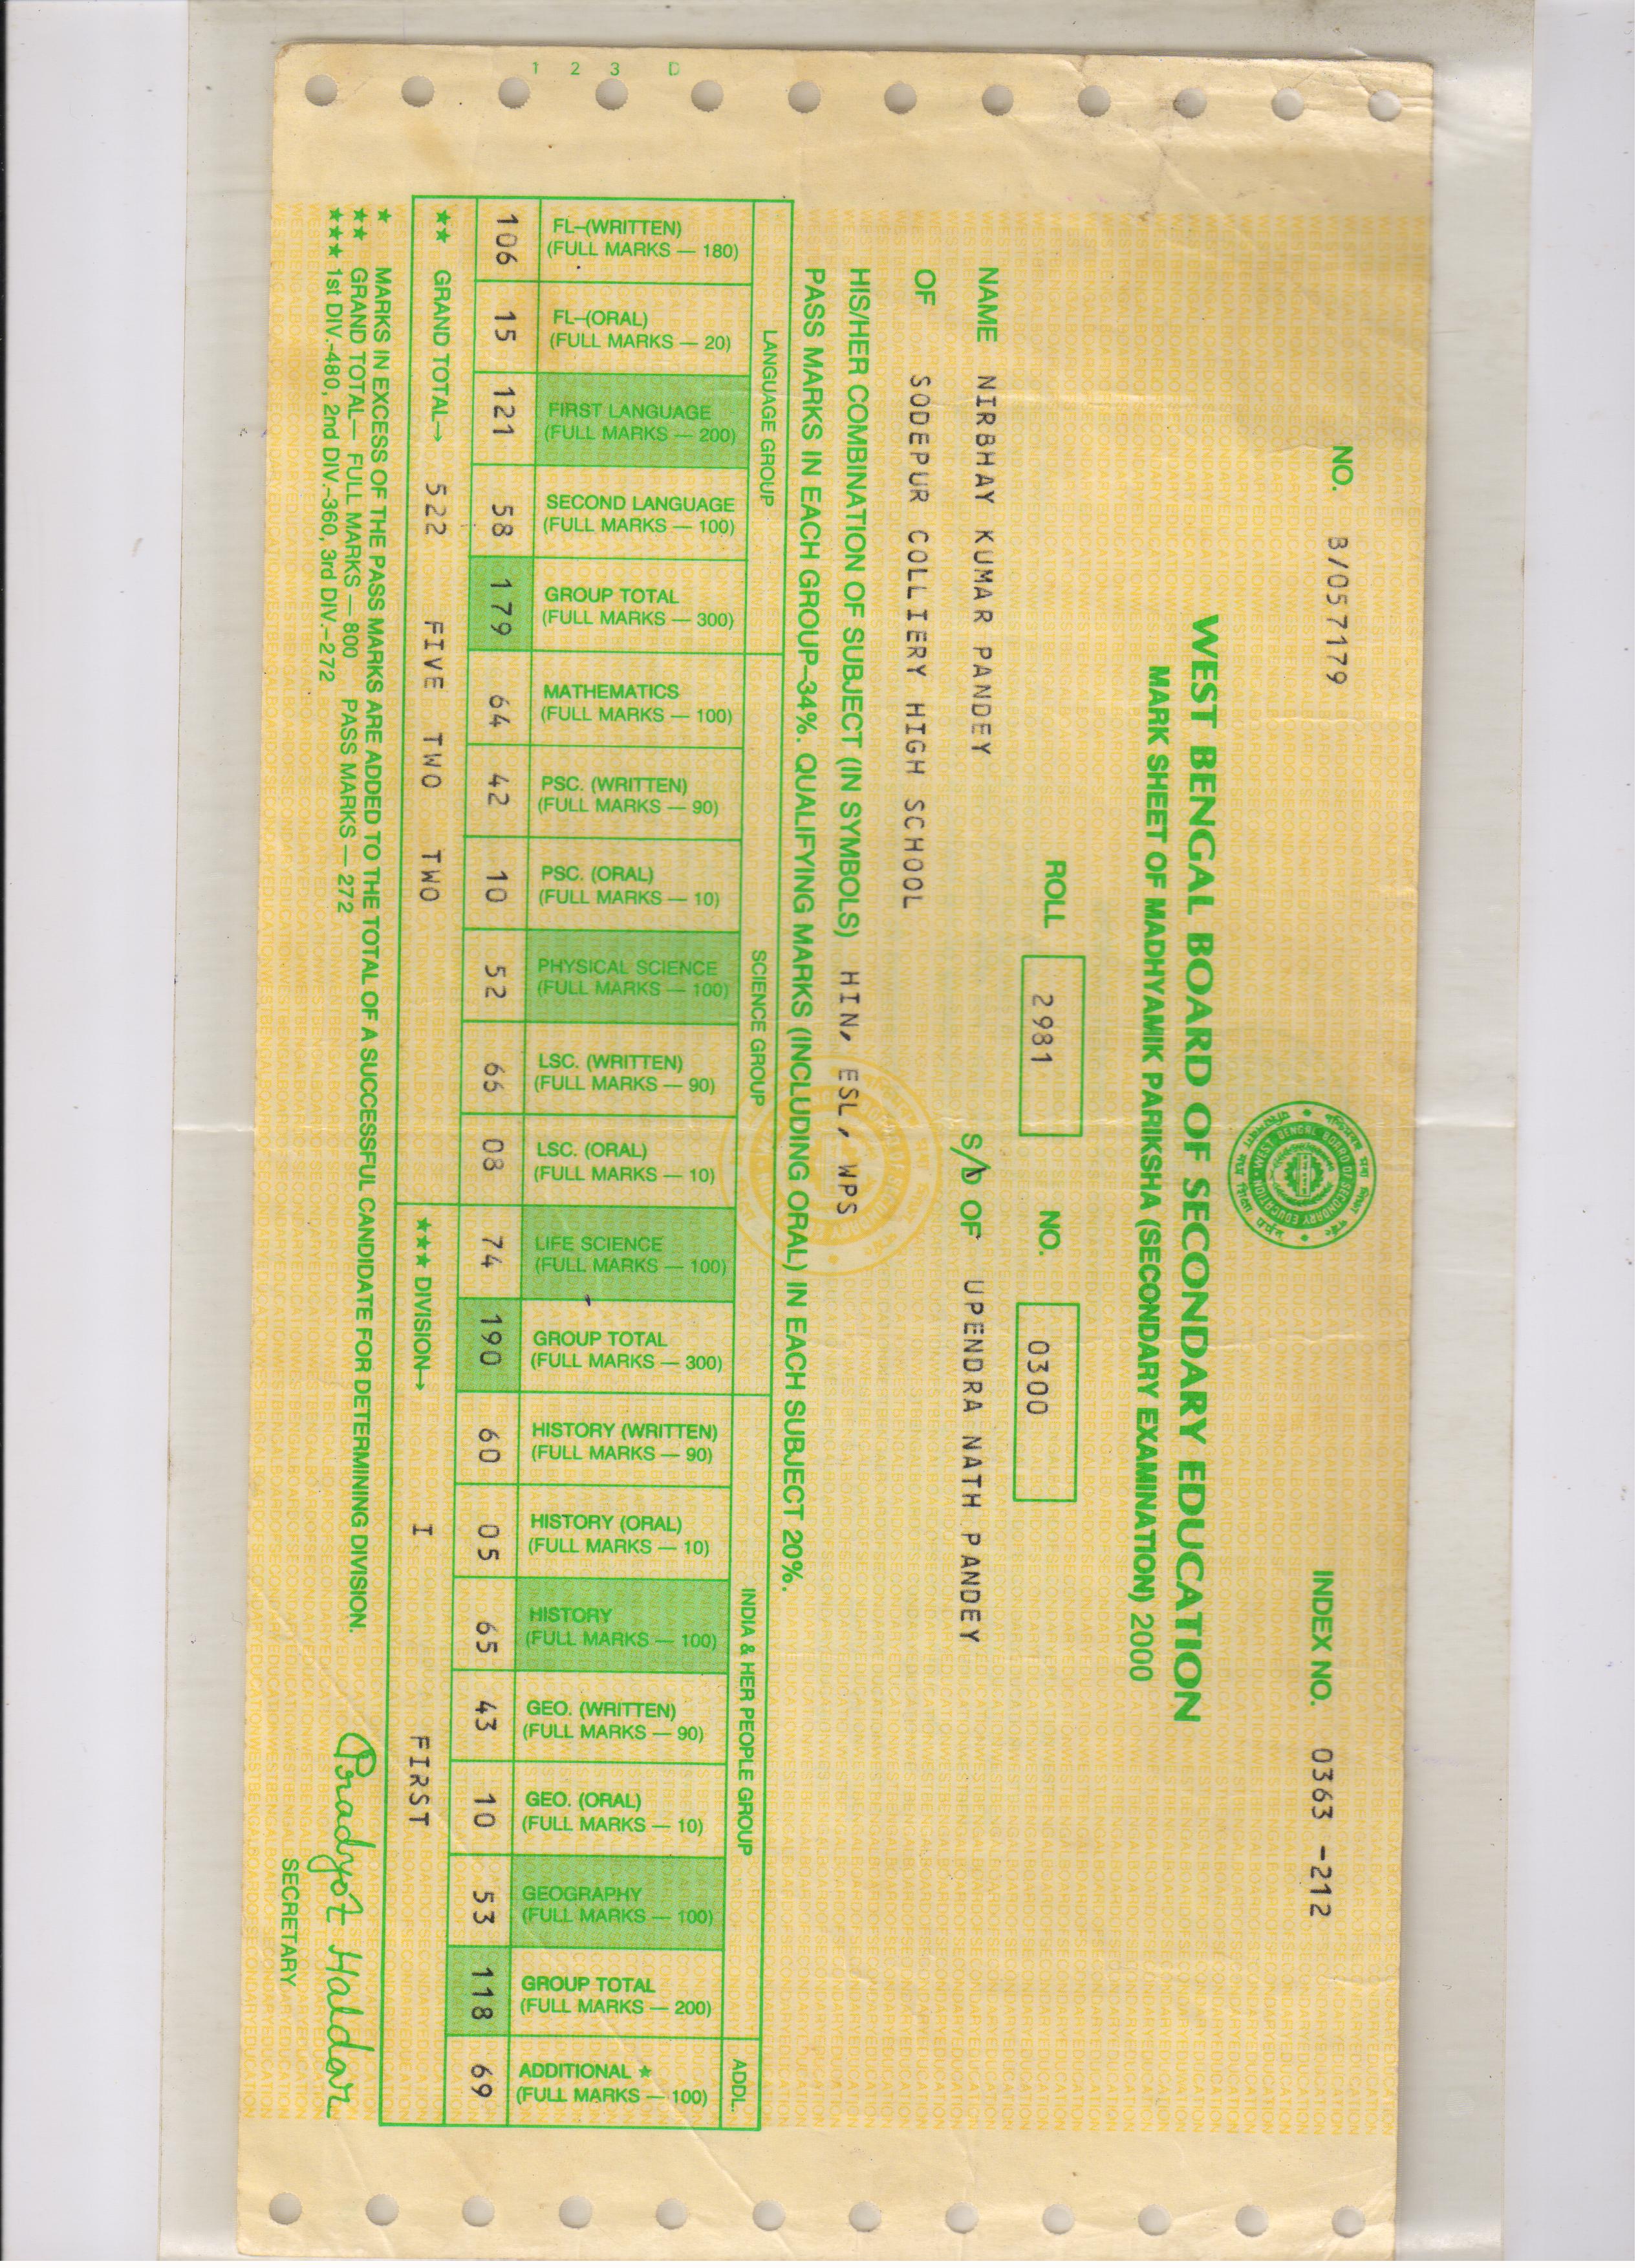 1 2 3 D
NO. B/057179 INDEX NO. 0363 -212
WEST BENGAL BOARD OF SECONDARY EDUCATION
MARK SHEET OF MADHYAMIK PARIKSHA (SECONDARY EXAMINATION) 2000
ROLL 2981 NO. 0300
NAME NIRBHAY KUMAR PANDEY S/D OF UPENDRA NATH PANDEY
OF SODEPUR COLLIERY HIGH SCHOOL
HIS/HER COMBINATION OF SUBJECT (IN SYMBOLS) HIN, ESL, WPS
PASS MARKS IN EACH GROUP–34%. QUALIFYING MARKS (INCLUDING ORAL) IN EACH SUBJECT 20%.
LANGUAGE GROUP SCIENCE GROUP INDIA & HER PEOPLE GROUP ADDL.
FL–(WRITTEN) FL–(ORAL) FIRST LANGUAGE SECOND LANGUAGE GROUP TOTAL MATHEMATICS PSC. (WRITTEN) PSC. (ORAL) PHYSICAL SCIENCE LSC. (WRITTEN) LSC. (ORAL) LIFE SCIENCE GROUP TOTAL HISTORY (WRITTEN) HISTORY (ORAL) HISTORY GEO. (WRITTEN) GEO. (ORAL) GEOGRAPHY GROUP TOTAL ADDITIONAL ★
(FULL MARKS — 180) (FULL MARKS — 20) (FULL MARKS — 200) (FULL MARKS — 100) (FULL MARKS — 300) (FULL MARKS — 100) (FULL MARKS — 90) (FULL MARKS — 10) (FULL MARKS — 100) (FULL MARKS — 90) (FULL MARKS — 10) (FULL MARKS — 100) (FULL MARKS — 300) (FULL MARKS — 90) (FULL MARKS — 10) (FULL MARKS — 100) (FULL MARKS — 90) (FULL MARKS — 10) (FULL MARKS — 100) (FULL MARKS — 200) (FULL MARKS — 100)
106 15 121 58 179 64 42 10 52 66 08 74 190 60 05 65 43 10 53 118 69
★★ GRAND TOTAL→ 522 FIVE TWO TWO ★★★ DIVISION→ I FIRST
★ MARKS IN EXCESS OF THE PASS MARKS ARE ADDED TO THE TOTAL OF A SUCCESSFUL CANDIDATE FOR DETERMINING DIVISION.
★★ GRAND TOTAL— FULL MARKS — 800 PASS MARKS — 272
★★★ 1st DIV.-480, 2nd DIV.-360, 3rd DIV.-272
Pradyot Haldar
SECRETARY